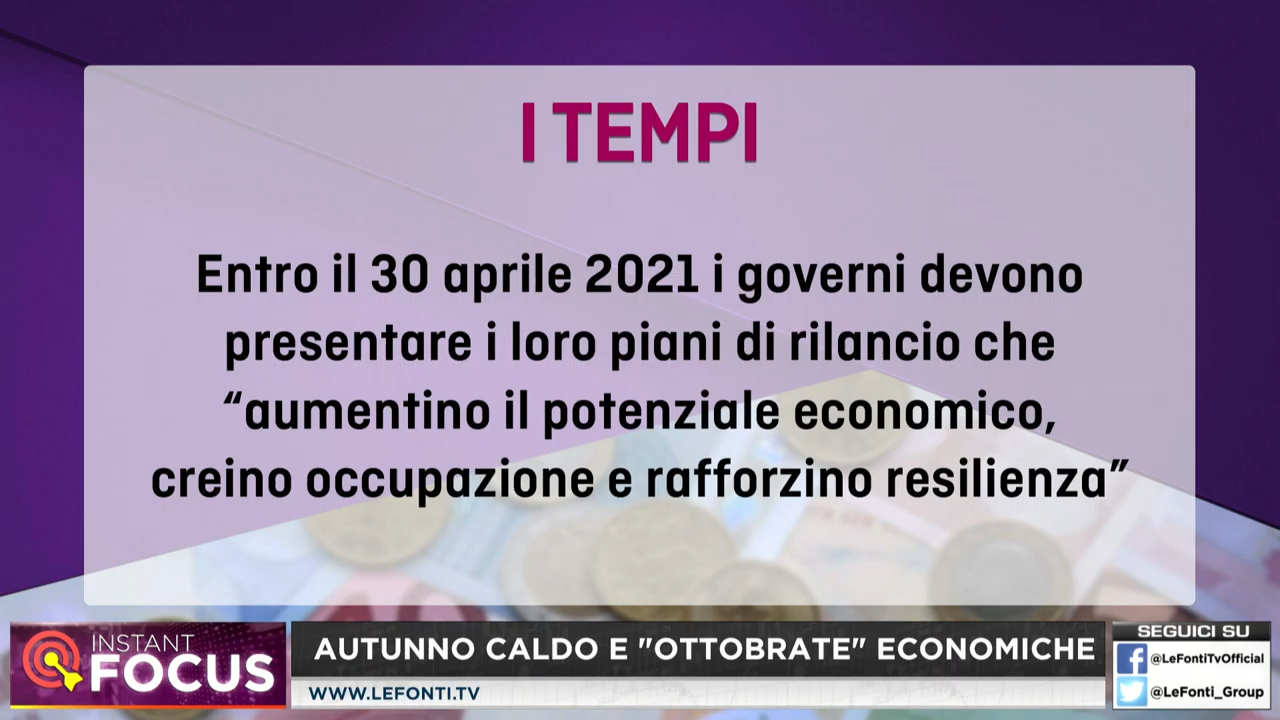 I TEMPI
Entro il 30 aprile 2021 i governi devono
presentare i loro piani di rilancio che
“aumentino il potenziale economico,
creino occupazione e rafforzino resilienza”
INSTANT
FOCUS
AUTUNNO CALDO E "OTTOBRATE" ECONOMICHE
WWW.LEFONTI.TV
SEGUICI SU
@LeFontiTvOfficial
@LeFonti_Group